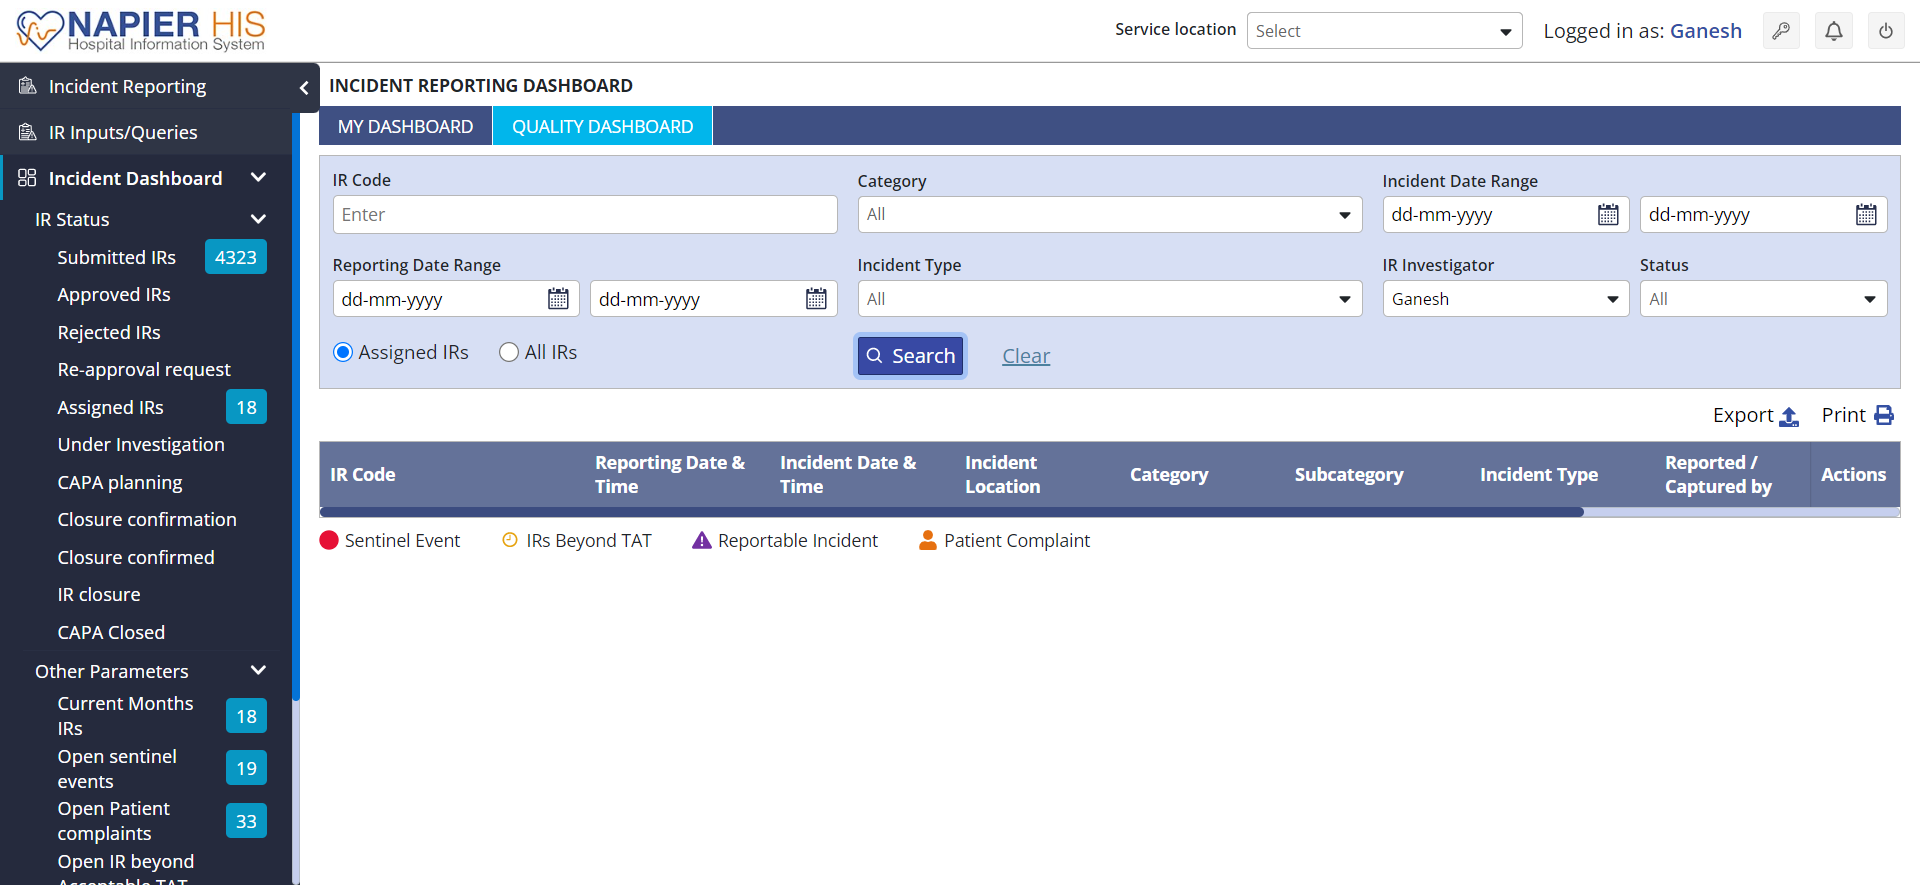 NAPIER HIS
Hospital Information System
Service location
Select
Logged in as: Ganesh
Incident Reporting
IR Inputs/Queries
Incident Dashboard
IR Status
Submitted IRs 4323
Approved IRs
Rejected IRs
Re-approval request
Assigned IRs 18
Under Investigation
CAPA planning
Closure confirmation
Closure confirmed
IR closure
CAPA Closed
Other Parameters
Current Months
IRs 18
Open sentinel
events 19
Open Patient
complaints 33
Open IR beyond
Acceptable TAT
INCIDENT REPORTING DASHBOARD
MY DASHBOARD QUALITY DASHBOARD
IR Code
Enter
Category
All
Incident Date Range
dd-mm-yyyy dd-mm-yyyy
Reporting Date Range
dd-mm-yyyy dd-mm-yyyy
Incident Type
All
IR Investigator
Ganesh
Status
All
Assigned IRs All IRs
Search Clear
Export Print
IR Code
Reporting Date &
Time
Incident Date &
Time
Incident
Location
Category
Subcategory
Incident Type
Reported /
Captured by
Actions
Sentinel Event IRs Beyond TAT Reportable Incident Patient Complaint